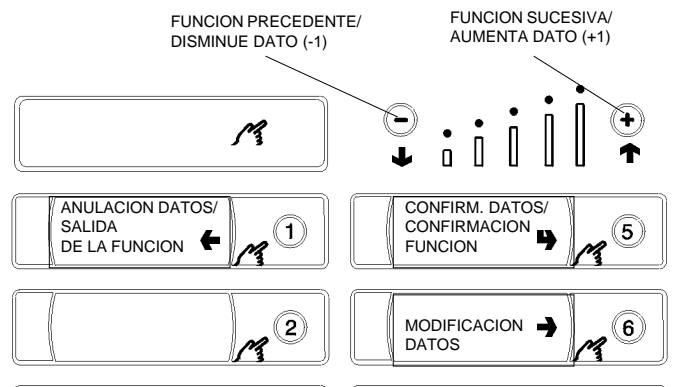 FUNCION PRECEDENTE/
DISMINUE DATO (-1)
FUNCION SUCESIVA/
AUMENTA DATO (+1)
-
+
ANULACION DATOS/
SALIDA
DE LA FUNCION
1
CONFIRM. DATOS/
CONFIRMACION
FUNCION
5
2
MODIFICACION
DATOS
6